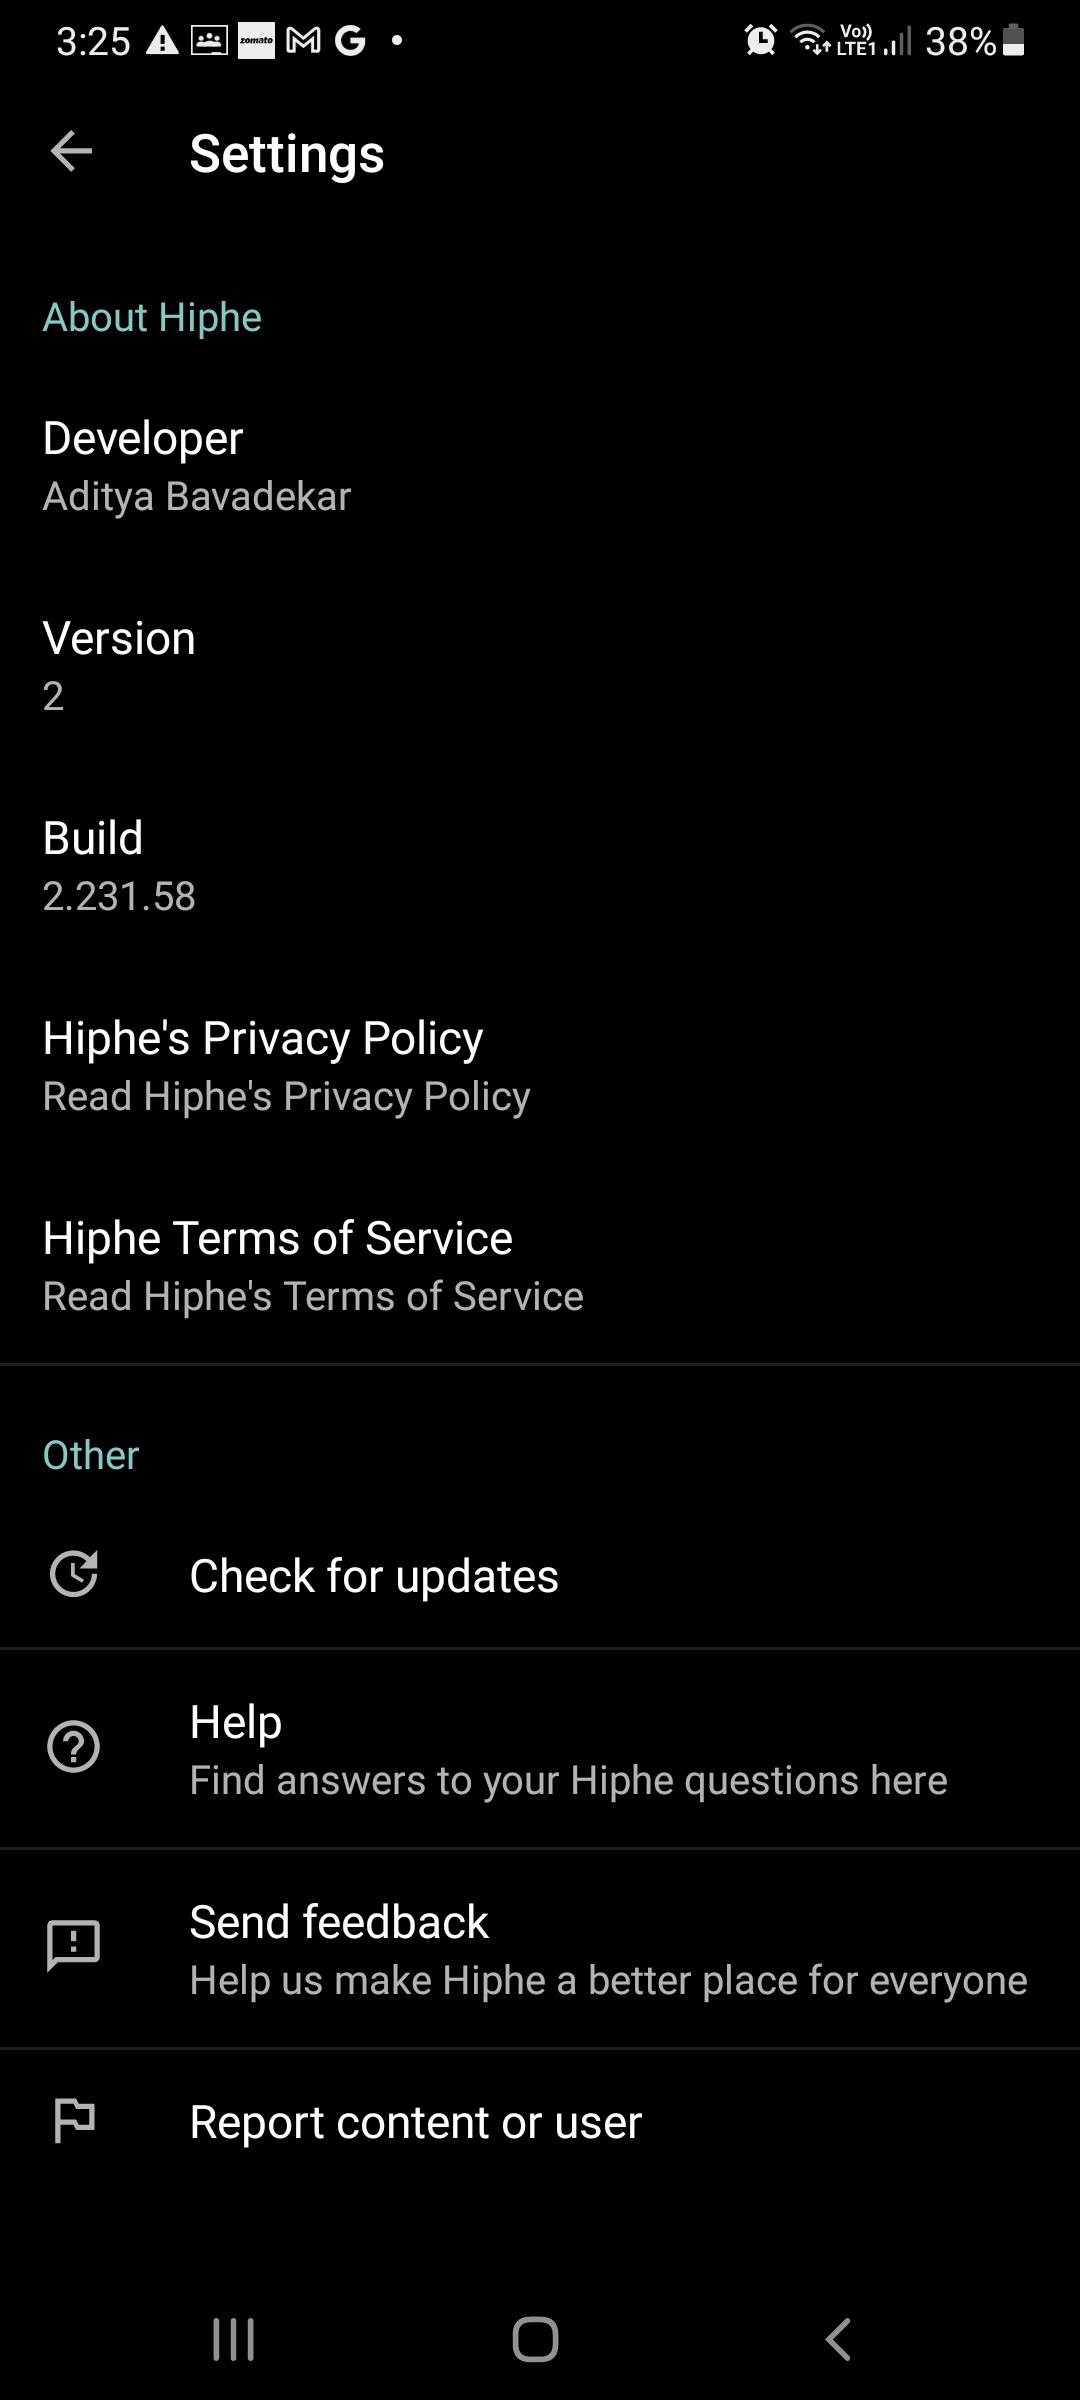 3:25 zomato Vo)) LTE1 38%
Settings
About Hiphe
Developer
Aditya Bavadekar
Version
2
Build
2.231.58
Hiphe's Privacy Policy
Read Hiphe's Privacy Policy
Hiphe Terms of Service
Read Hiphe's Terms of Service
Other
Check for updates
Help
Find answers to your Hiphe questions here
Send feedback
Help us make Hiphe a better place for everyone
Report content or user